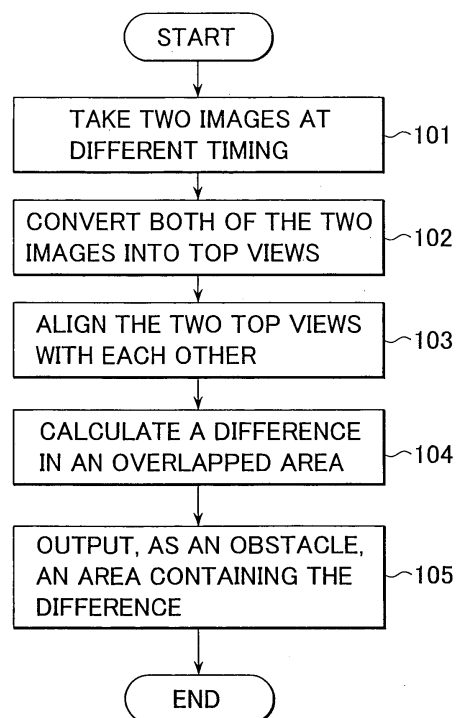 START
TAKE TWO IMAGES AT
DIFFERENT TIMING
101
CONVERT BOTH OF THE TWO
IMAGES INTO TOP VIEWS
102
ALIGN THE TWO TOP VIEWS
WITH EACH OTHER
103
CALCULATE A DIFFERENCE
IN AN OVERLAPPED AREA
104
OUTPUT, AS AN OBSTACLE,
AN AREA CONTAINING THE
DIFFERENCE
105
END